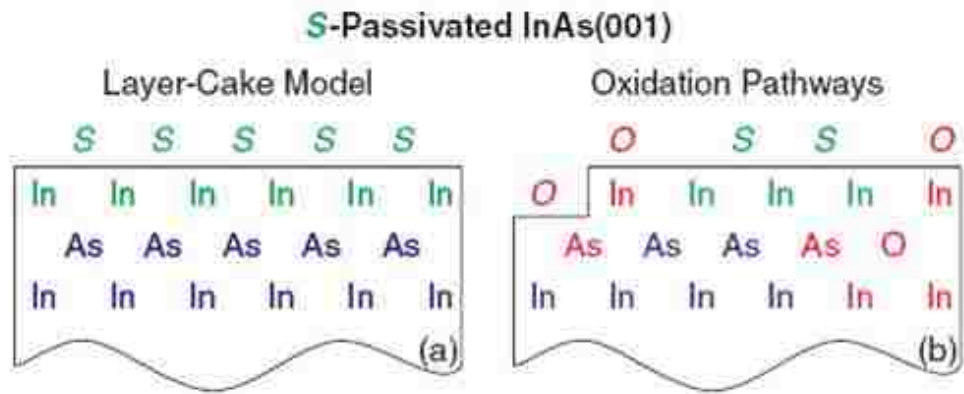 S-Passivated InAs(001)
Layer-Cake Model
S S S S S
In In In In In In
As As As As As
In In In In In In
(a)
Oxidation Pathways
O S S O
O In In In In In
As As As As O
In In In In In In
(b)